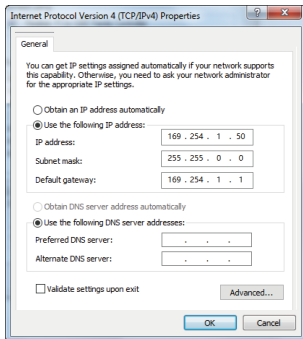 Internet Protocol Version 4 (TCP/IPv4) Properties
General
You can get IP settings assigned automatically if your network supports
this capability. Otherwise, you need to ask your network administrator
for the appropriate IP settings.
Obtain an IP address automatically
Use the following IP address:
IP address: 169 . 254 . 1 . 50
Subnet mask: 255 . 255 . 0 . 0
Default gateway: 169 . 254 . 1 . 1
Obtain DNS server address automatically
Use the following DNS server addresses:
Preferred DNS server: . . .
Alternate DNS server: . . .
Validate settings upon exit
Advanced...
OK Cancel